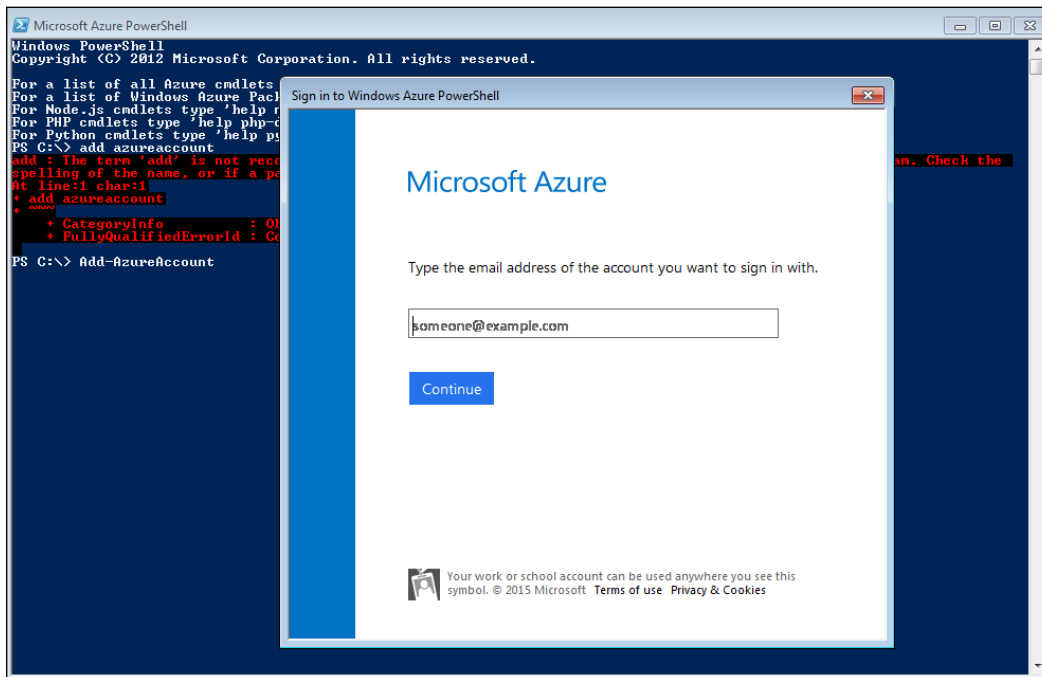 Microsoft Azure PowerShell
Windows PowerShell
Copyright (C) 2012 Microsoft Corporation. All rights reserved.
For a list of all Azure cmdlets
For a list of Windows Azure Pac
For Node.js cmdlets type 'help
For PHP cmdlets type 'help php-
For Python cmdlets type 'help py
PS C:\> add azureaccount
add : The term 'add' is not reco am. Check the
spelling of the name, or if a pa
At line:1 char:1
+ add azureaccount
+ ~~~
+ CategoryInfo : O
+ FullyQualifiedErrorId : Co
PS C:\> Add-AzureAccount
Sign in to Windows Azure PowerShell
Microsoft Azure
Type the email address of the account you want to sign in with.
someone@example.com
Continue
Your work or school account can be used anywhere you see this
symbol. © 2015 Microsoft Terms of use Privacy & Cookies